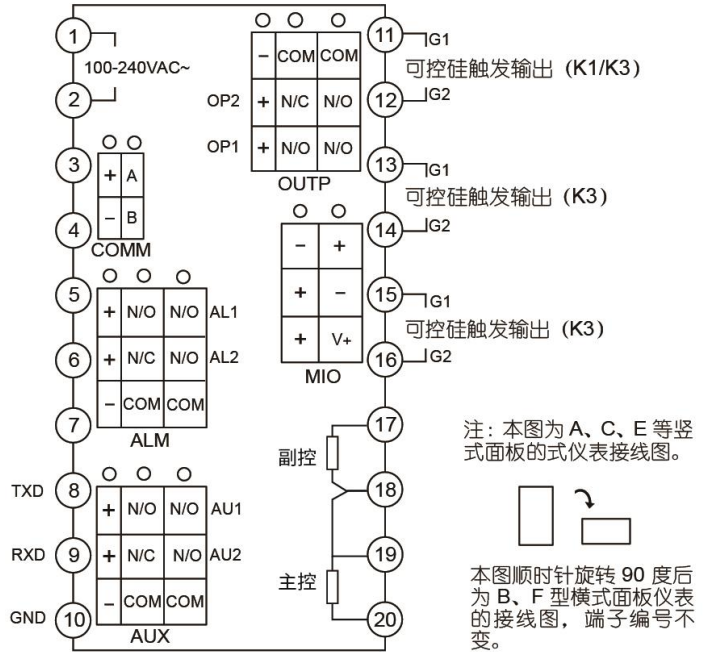 1
100-240VAC~
2
3
+ A
4
− B
COMM
5
+ N/O N/O AL1
6
+ N/C N/O AL2
7
− COM COM
ALM
TXD 8
+ N/O N/O AU1
RXD 9
+ N/C N/O AU2
GND 10
− COM COM
AUX
− COM COM
OP2 + N/C N/O
OP1 + N/O N/O
OUTP
− +
+ −
+ V+
MIO
副控
主控
11 G1
可控硅触发输出（K1/K3）
12 G2
13 G1
可控硅触发输出（K3）
14 G2
15 G1
可控硅触发输出（K3）
16 G2
17
18
19
20
注：本图为 A、C、E 等竖
式面板的式仪表接线图。
本图顺时针旋转 90 度后
为 B、F 型横式面板仪表
的接线图，端子编号不
变。